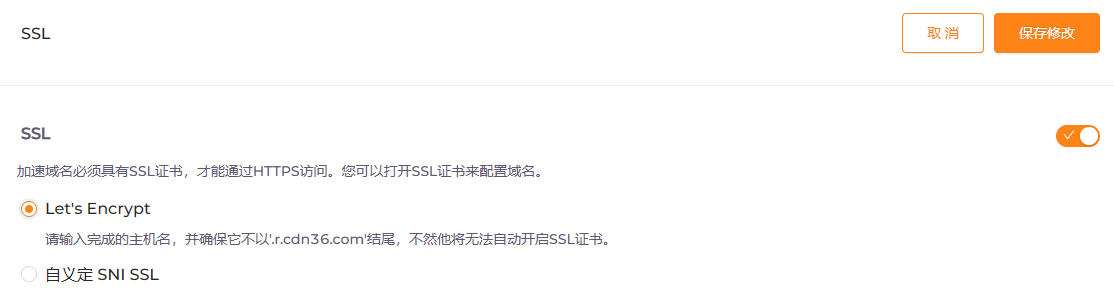 SSL
取 消
保存修改
SSL
加速域名必须具有SSL证书，才能通过HTTPS访问。您可以打开SSL证书来配置域名。
Let's Encrypt
请输入完成的主机名，并确保它不以'.r.cdn36.com'结尾，不然他将无法自动开启SSL证书。
自义定 SNI SSL